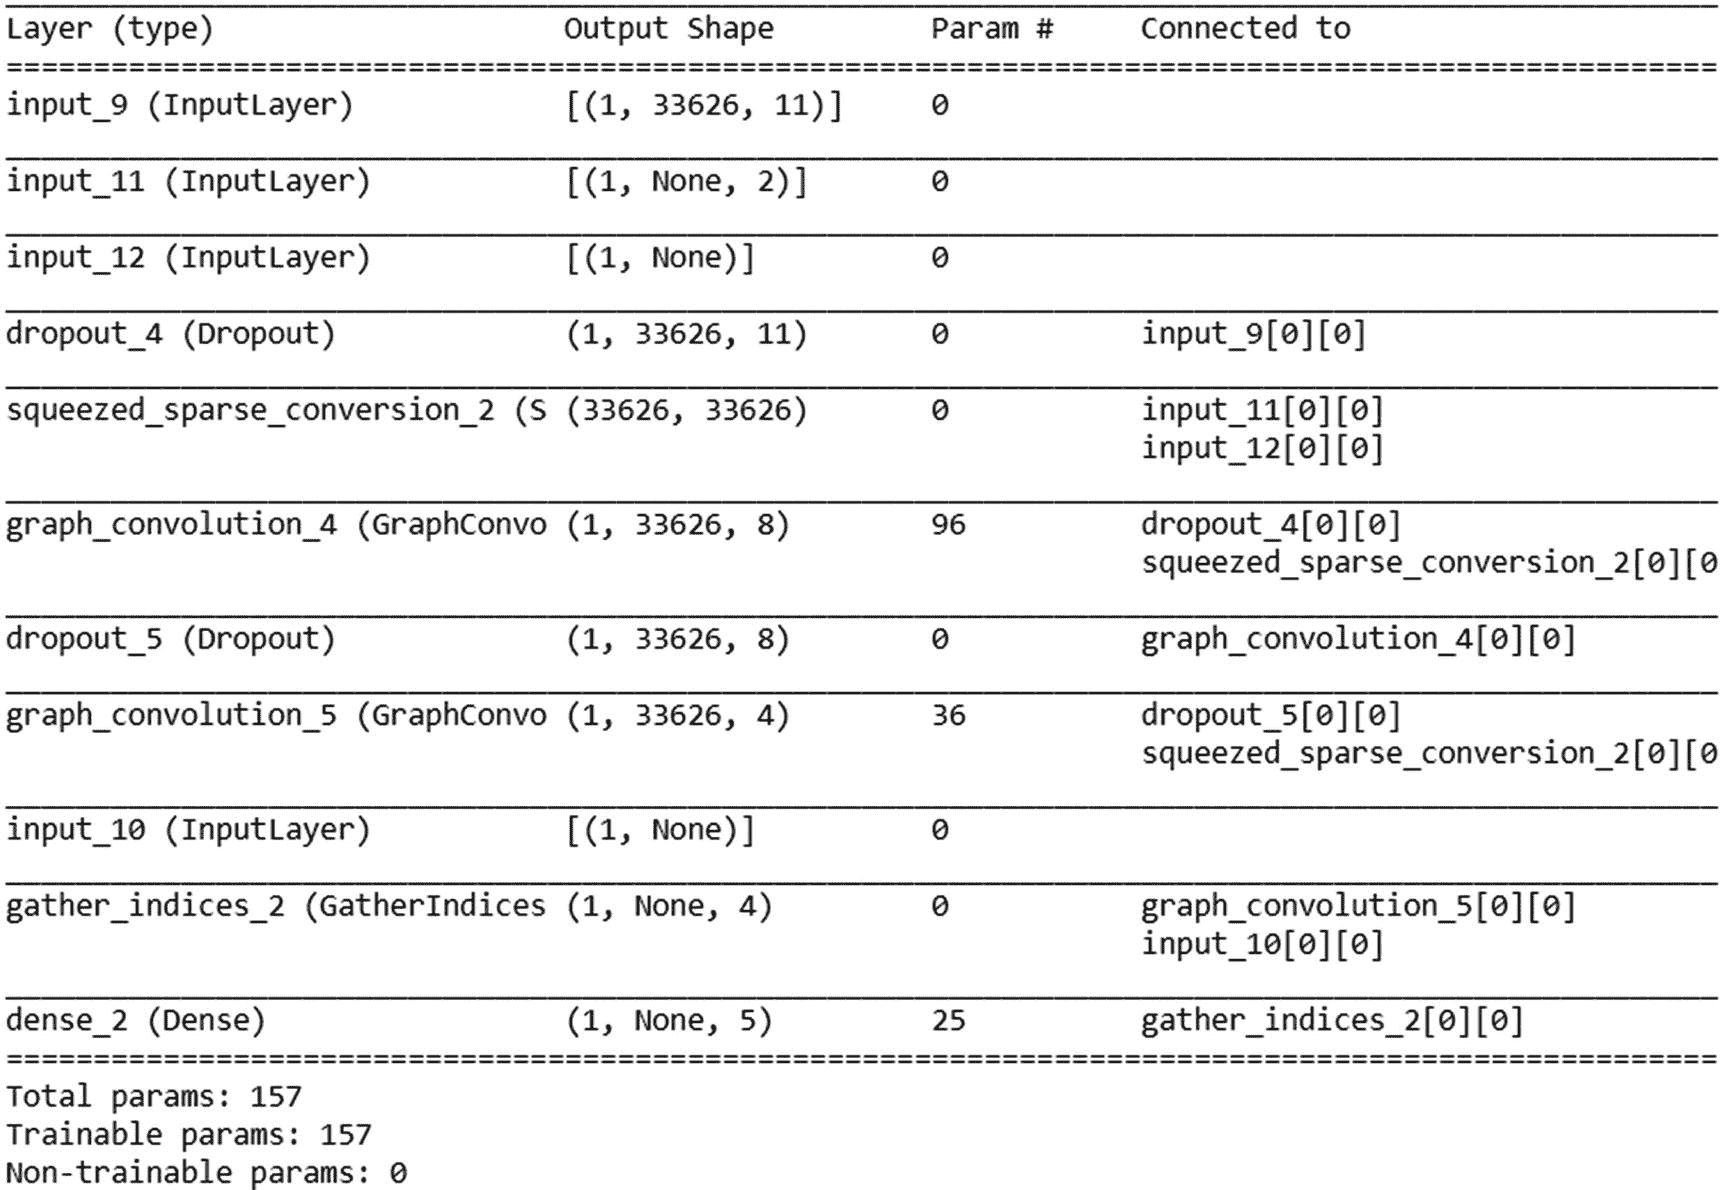 Layer (type) Output Shape Param # Connected to
==================================================================================================
input_9 (InputLayer) [(1, 33626, 11)] 0
input_11 (InputLayer) [(1, None, 2)] 0
input_12 (InputLayer) [(1, None)] 0
dropout_4 (Dropout) (1, 33626, 11) 0 input_9[0][0]
squeezed_sparse_conversion_2 (S (33626, 33626) 0 input_11[0][0]
input_12[0][0]
graph_convolution_4 (GraphConvo (1, 33626, 8) 96 dropout_4[0][0]
squeezed_sparse_conversion_2[0][0
dropout_5 (Dropout) (1, 33626, 8) 0 graph_convolution_4[0][0]
graph_convolution_5 (GraphConvo (1, 33626, 4) 36 dropout_5[0][0]
squeezed_sparse_conversion_2[0][0
input_10 (InputLayer) [(1, None)] 0
gather_indices_2 (GatherIndices (1, None, 4) 0 graph_convolution_5[0][0]
input_10[0][0]
dense_2 (Dense) (1, None, 5) 25 gather_indices_2[0][0]
==================================================================================================
Total params: 157
Trainable params: 157
Non-trainable params: 0